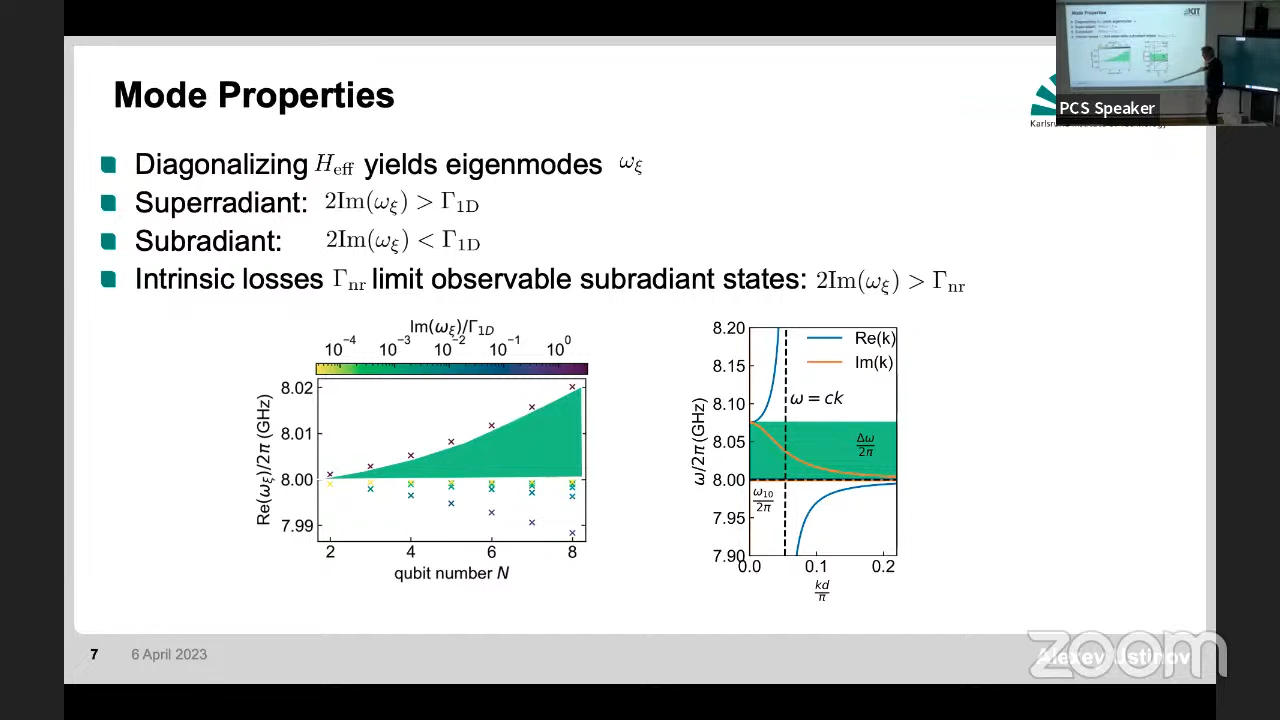 Mode Properties
PCS Speaker
Diagonalizing H_eff yields eigenmodes ω_ξ
Superradiant: 2Im(ω_ξ) > Γ_1D
Subradiant: 2Im(ω_ξ) < Γ_1D
Intrinsic losses Γ_nr limit observable subradiant states: 2Im(ω_ξ) > Γ_nr
Im(ω_ξ)/Γ_1D
10⁻⁴ 10⁻³ 10⁻² 10⁻¹ 10⁰
Re(ω_ξ)/2π (GHz)
8.02
8.01
8.00
7.99
2 4 6 8
qubit number N
ω/2π(GHz)
8.20
8.15
8.10
8.05
8.00
7.95
7.90
Re(k)
Im(k)
ω = ck
Δω/2π
ω₁₀/2π
0.0 0.1 0.2
kd/π
7 6 April 2023
Alexey Ustinov
zoom